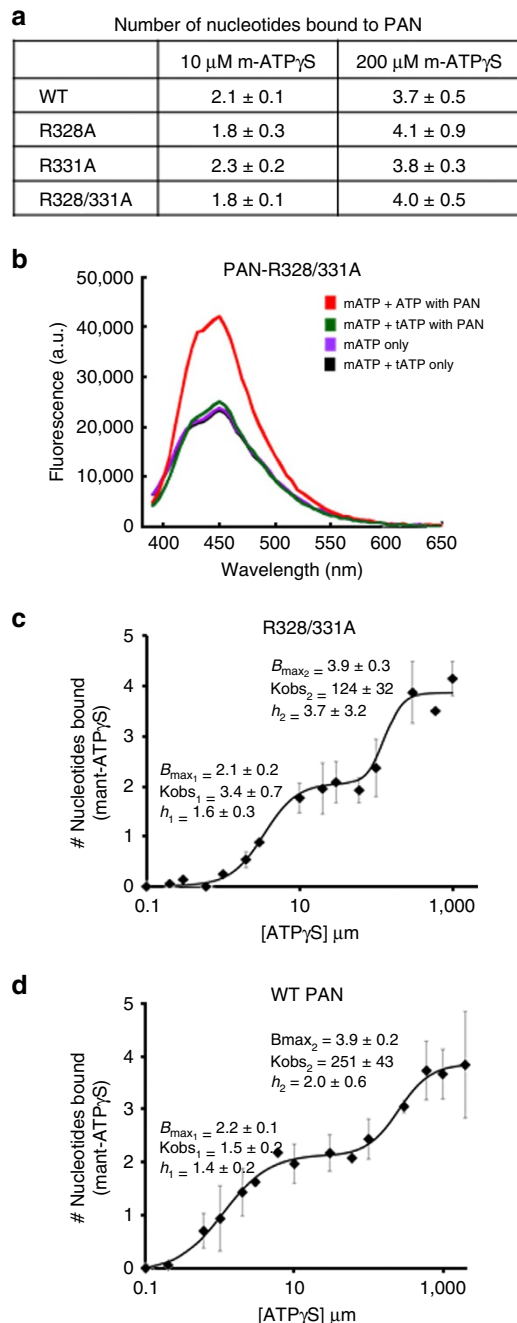 a
Number of nucleotides bound to PAN
10 μM m-ATPγS 200 μM m-ATPγS
WT 2.1 ± 0.1 3.7 ± 0.5
R328A 1.8 ± 0.3 4.1 ± 0.9
R331A 2.3 ± 0.2 3.8 ± 0.3
R328/331A 1.8 ± 0.1 4.0 ± 0.5
b
PAN-R328/331A
50,000
40,000
30,000
20,000
10,000
0
Fluorescence (a.u.)
mATP + ATP with PAN
mATP + tATP with PAN
mATP only
mATP + tATP only
400 450 500 550 600 650
Wavelength (nm)
c
R328/331A
5
4
3
2
1
0
# Nucleotides bound
(mant-ATPγS)
Bmax2 = 3.9 ± 0.3
Kobs2 = 124 ± 32
h2 = 3.7 ± 3.2
Bmax1 = 2.1 ± 0.2
Kobs1 = 3.4 ± 0.7
h1 = 1.6 ± 0.3
0.1 10 1,000
[ATPγS] μm
d
WT PAN
5
4
3
2
1
0
# Nucleotides bound
(mant-ATPγS)
Bmax2 = 3.9 ± 0.2
Kobs2 = 251 ± 43
h2 = 2.0 ± 0.6
Bmax1 = 2.2 ± 0.1
Kobs1 = 1.5 ± 0.2
h1 = 1.4 ± 0.2
0.1 10 1,000
[ATPγS] μm